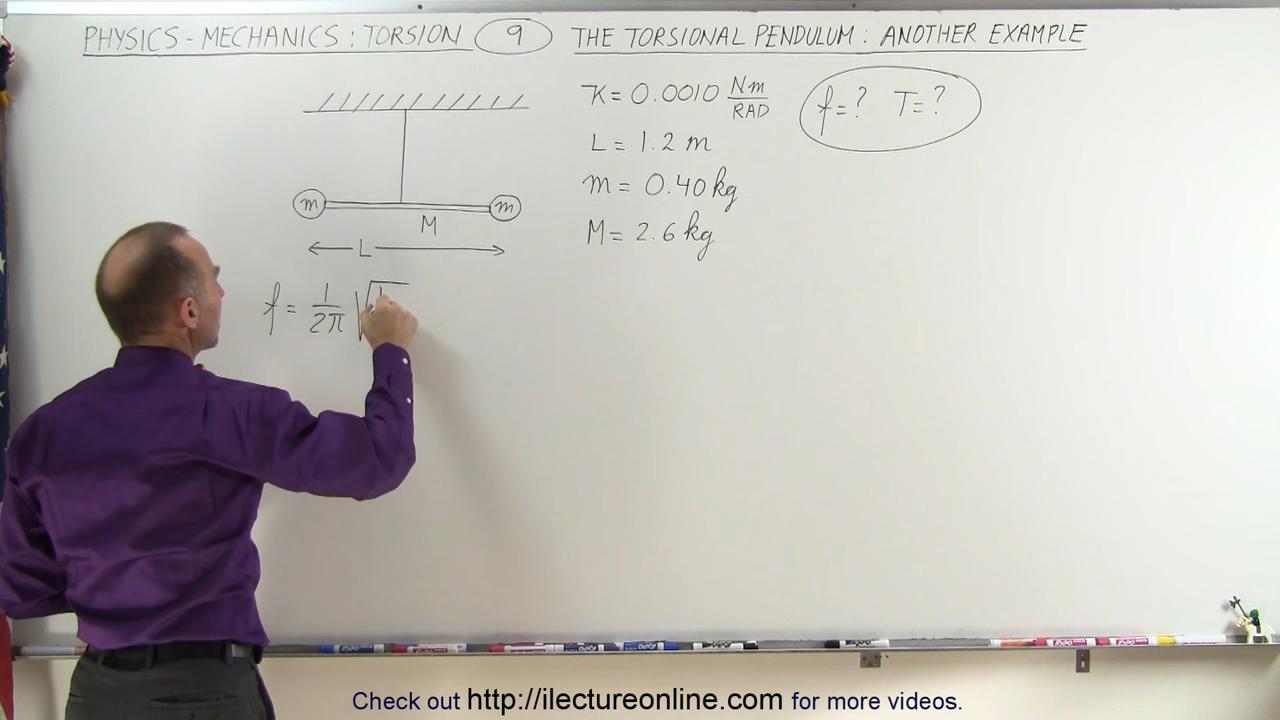 PHYSICS - MECHANICS : TORSION 9 THE TORSIONAL PENDULUM : ANOTHER EXAMPLE
K = 0.0010 Nm/RAD
f = ? T = ?
L = 1.2 m
m = 0.40 kg
M = 2.6 kg
m m
M
L
f = 1/2π √
Check out http://ilectureonline.com for more videos.